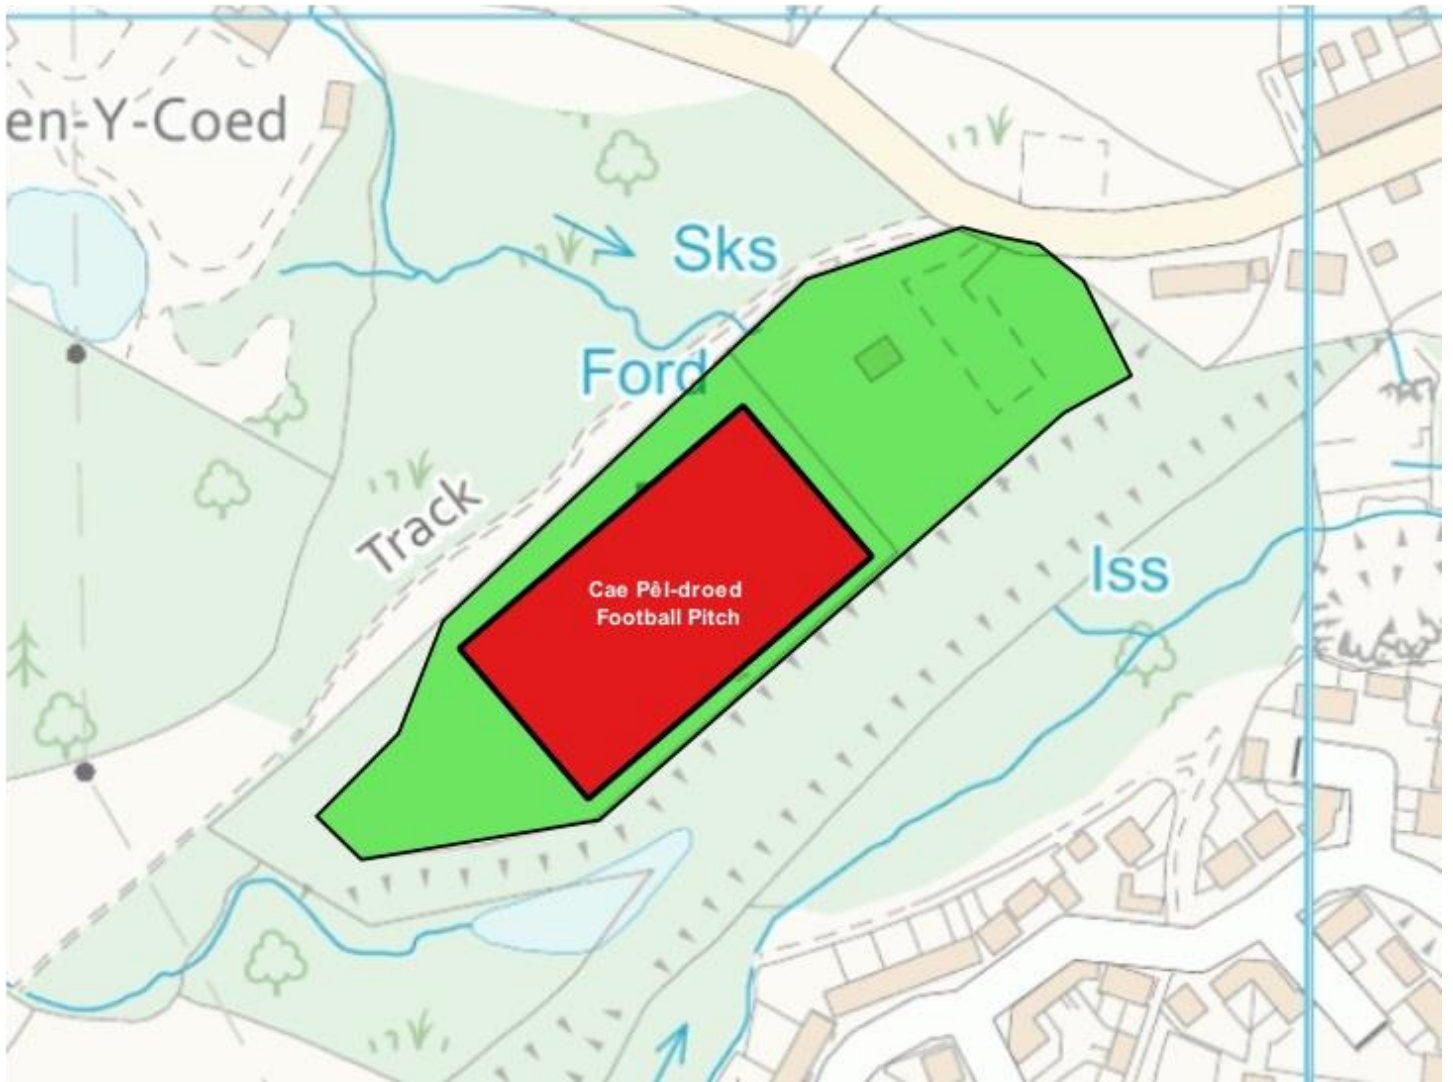 en-Y-Coed
Sks
Ford
Track
Cae Pêl-droed
Football Pitch
Iss